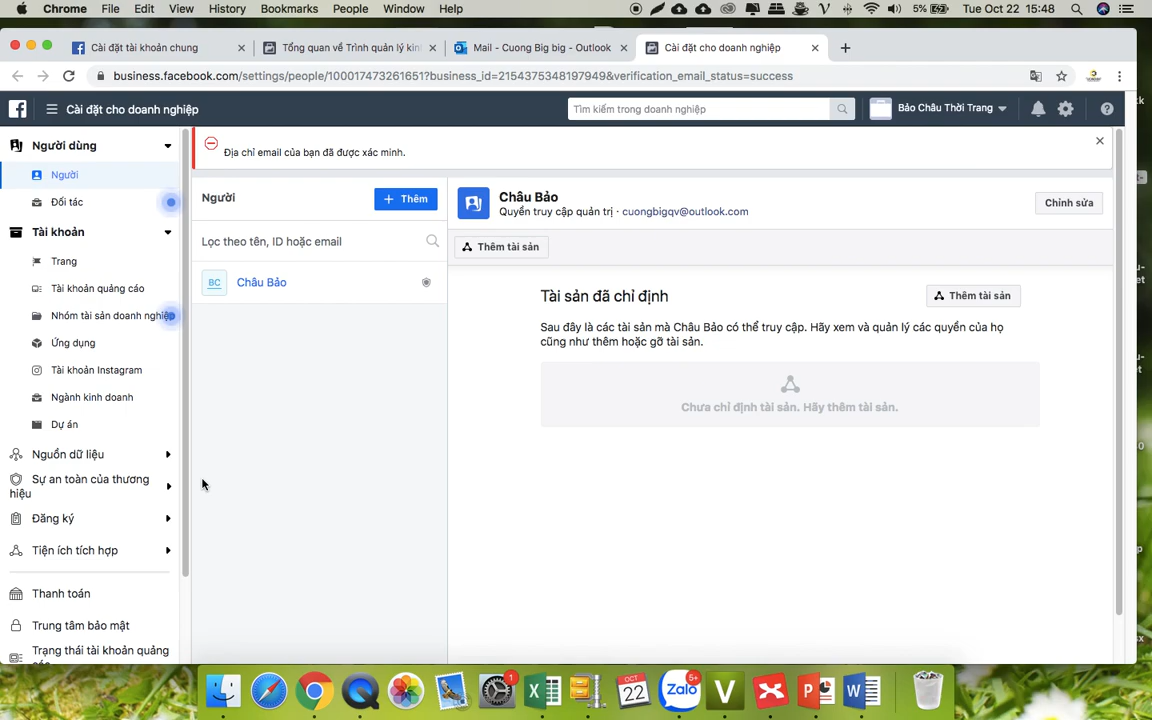 Chrome File Edit View History Bookmarks People Window Help 5% Tue Oct 22 15:48
Cài đặt tài khoản chung
Tổng quan về Trình quản lý kin
Mail - Cuong Big big - Outlook
Cài đặt cho doanh nghiệp
business.facebook.com/settings/people/100017473261651?business_id=2154375348197949&verification_email_status=success
Cài đặt cho doanh nghiệp
Tìm kiếm trong doanh nghiệp
Bảo Châu Thời Trang
Người dùng
Người
Đối tác
Tài khoản
Trang
Tài khoản quảng cáo
Nhóm tài sản doanh nghiệp
Ứng dụng
Tài khoản Instagram
Ngành kinh doanh
Dự án
Nguồn dữ liệu
Sự an toàn của thương
hiệu
Đăng ký
Tiện ích tích hợp
Thanh toán
Trung tâm bảo mật
Trạng thái tài khoản quảng
Địa chỉ email của bạn đã được xác minh.
Người
+ Thêm
Lọc theo tên, ID hoặc email
BC Châu Bảo
Châu Bảo
Quyền truy cập quản trị · cuongbigqv@outlook.com
Chỉnh sửa
Thêm tài sản
Tài sản đã chỉ định
Thêm tài sản
Sau đây là các tài sản mà Châu Bảo có thể truy cập. Hãy xem và quản lý các quyền của họ
cũng như thêm hoặc gỡ tài sản.
Chưa chỉ định tài sản. Hãy thêm tài sản.
1
OCT
22
Zalo
5+